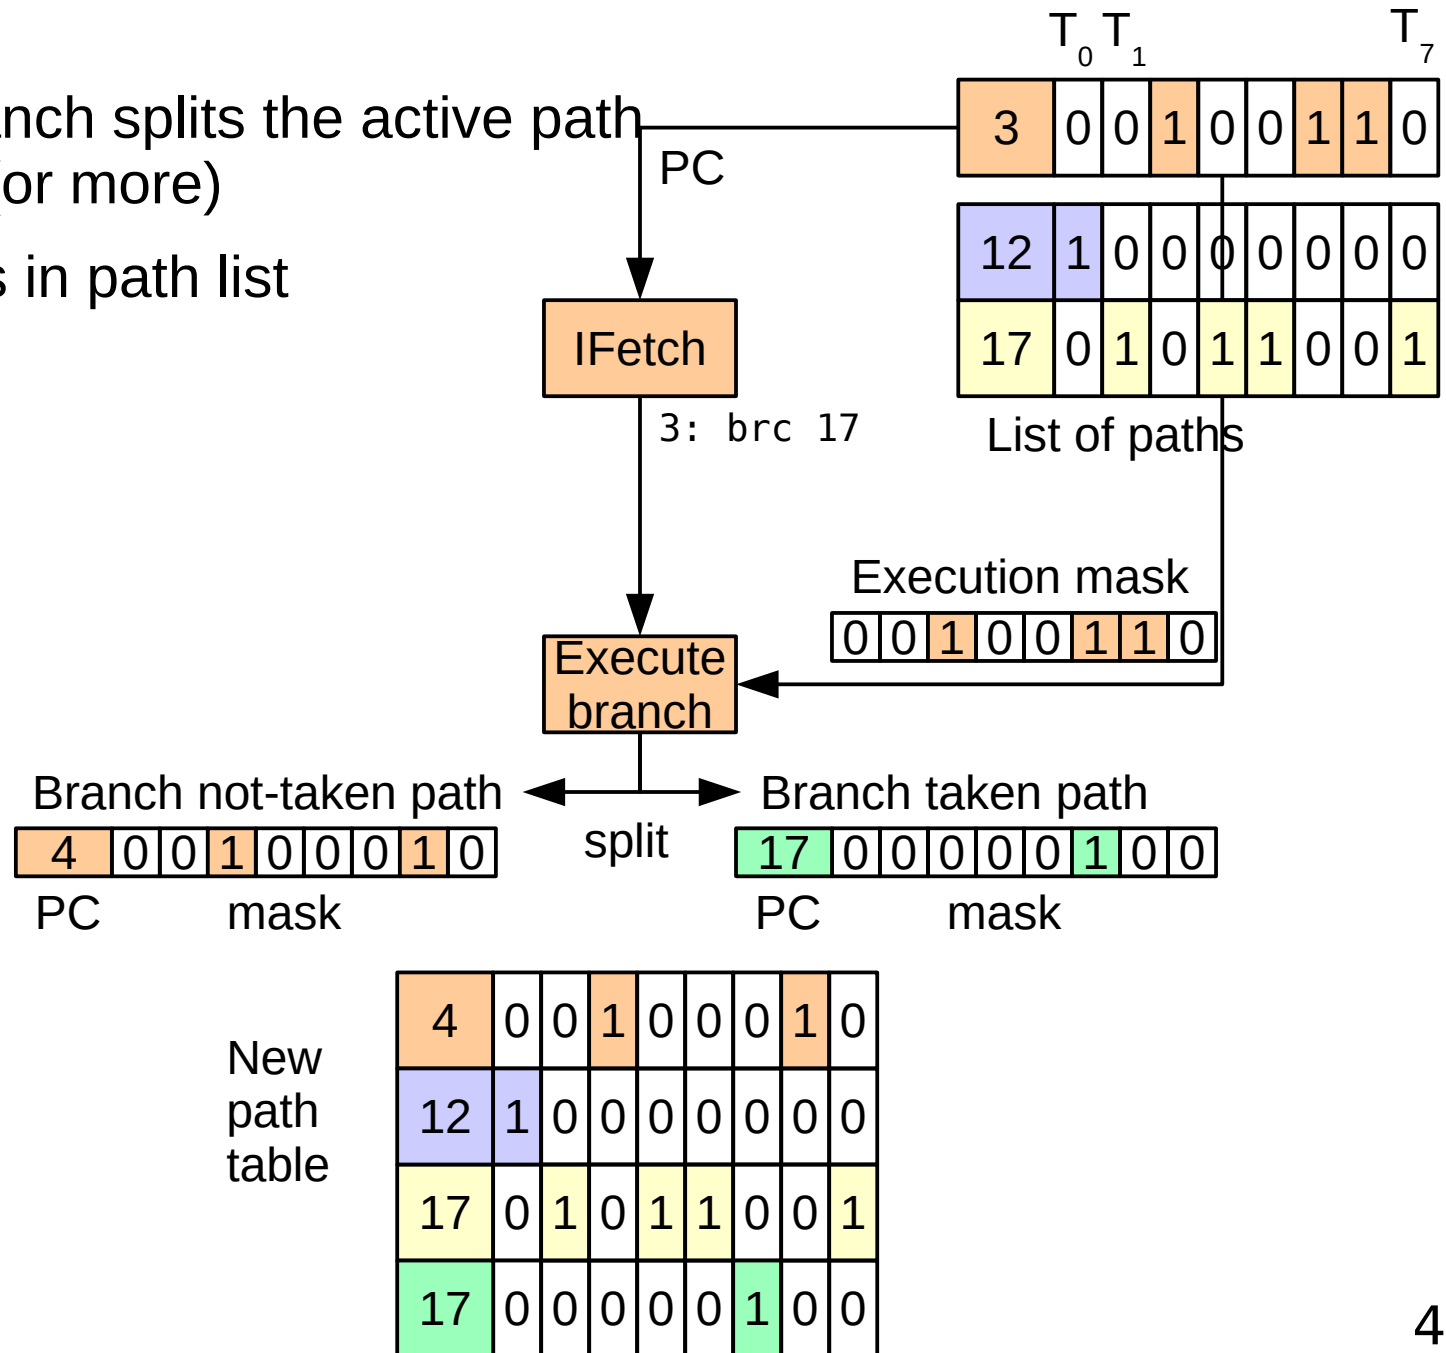 T0 T1 T7
nch splits the active path
or more)
s in path list
PC
3 0 0 1 0 0 1 1 0
12 1 0 0 0 0 0 0 0
17 0 1 0 1 1 0 0 1
List of paths
IFetch
3: brc 17
Execution mask
0 0 1 0 0 1 1 0
Execute
branch
Branch not-taken path
4 0 0 1 0 0 0 1 0
PC mask
split
Branch taken path
17 0 0 0 0 0 1 0 0
PC mask
New
path
table
4 0 0 1 0 0 0 1 0
12 1 0 0 0 0 0 0 0
17 0 1 0 1 1 0 0 1
17 0 0 0 0 0 1 0 0
4